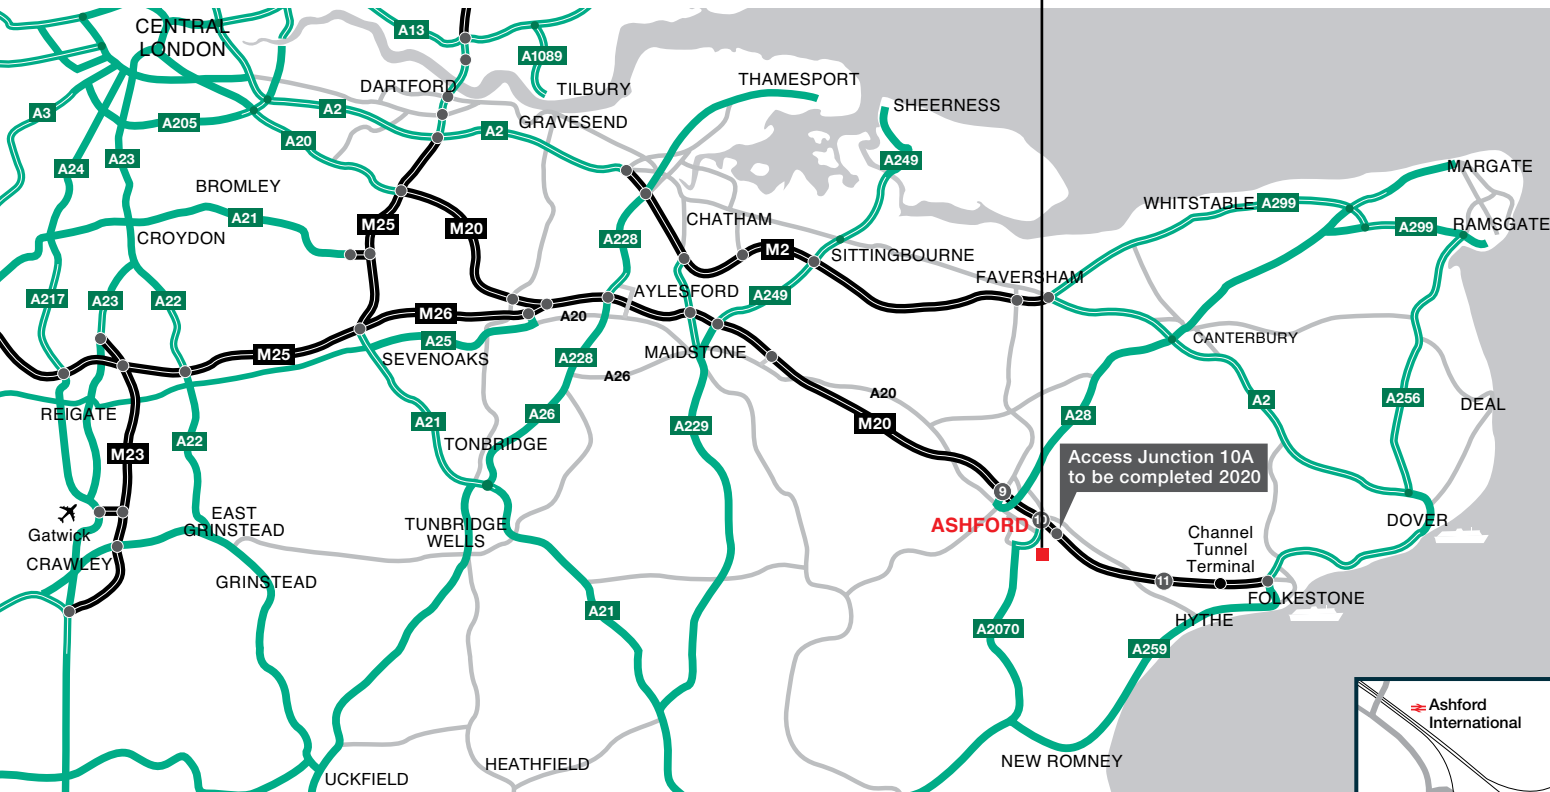 CENTRAL
LONDON
A13
A1089
DARTFORD
TILBURY
THAMESPORT
SHEERNESS
A3
A205
A2
A20
A2
GRAVESEND
A24
A23
A249
MARGATE
BROMLEY
A21
M25
M20
CHATHAM
WHITSTABLE
A299
A299
RAMSGATE
CROYDON
A228
M2
SITTINGBOURNE
FAVERSHAM
A217
A23
A22
M26
AYLESFORD
A249
A20
A25
M25
SEVENOAKS
A228
MAIDSTONE
CANTERBURY
A26
A20
REIGATE
A21
A26
A229
M20
A28
A2
A256
DEAL
A22
TONBRIDGE
M23
Access Junction 10A
to be completed 2020
9
10
ASHFORD
Gatwick
EAST
GRINSTEAD
TUNBRIDGE
WELLS
DOVER
Channel
Tunnel
Terminal
CRAWLEY
GRINSTEAD
11
FOLKESTONE
A21
A2070
HYTHE
A259
Ashford
International
NEW ROMNEY
UCKFIELD
HEATHFIELD